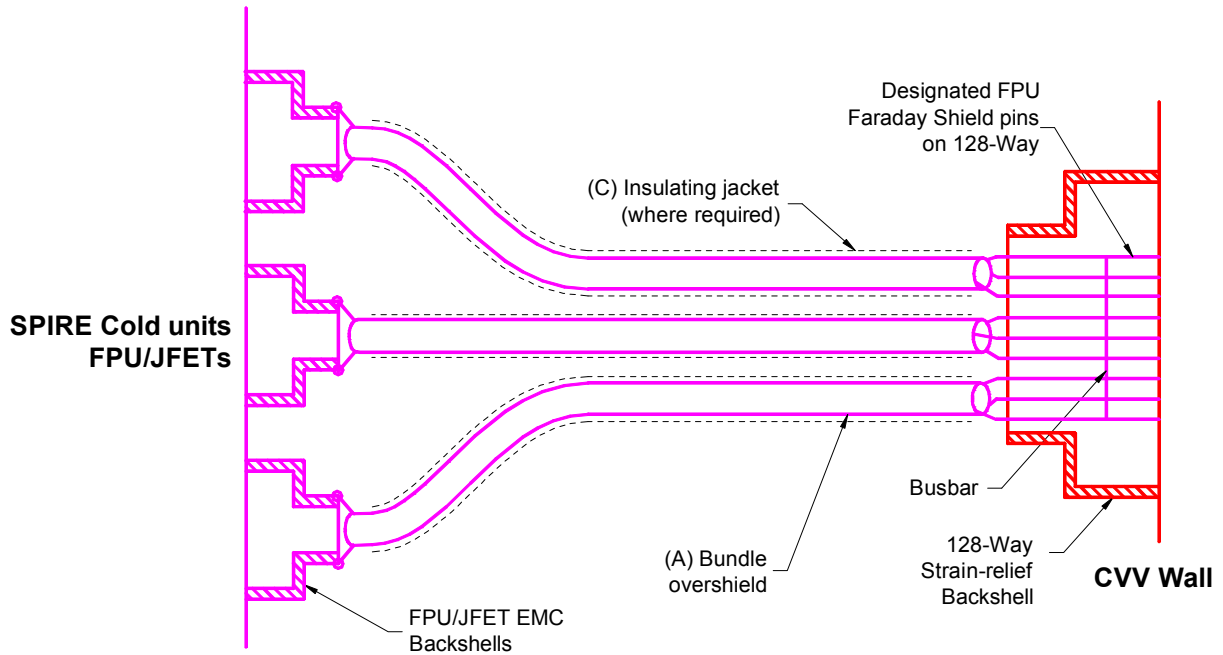 Designated FPU
Faraday Shield pins
on 128-Way
(C) Insulating jacket
(where required)
SPIRE Cold units
FPU/JFETs
Busbar
(A) Bundle
overshield
128-Way
Strain-relief
Backshell
CVV Wall
FPU/JFET EMC
Backshells